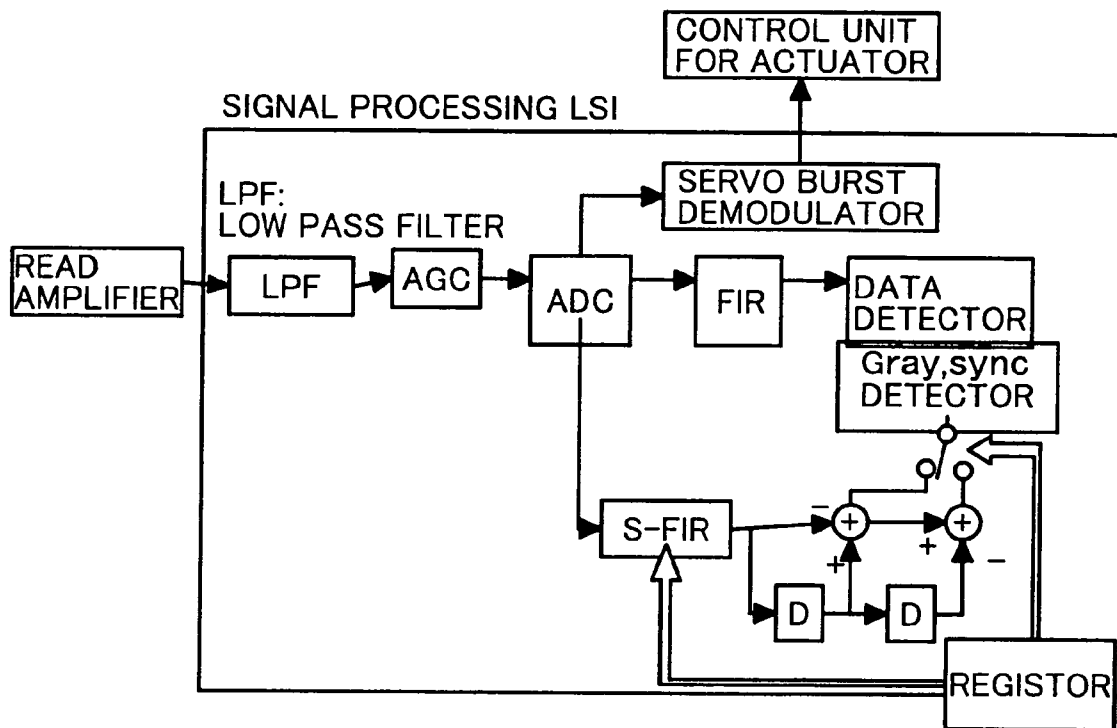 CONTROL UNIT
FOR ACTUATOR
SIGNAL PROCESSING LSI
SERVO BURST
DEMODULATOR
LPF:
LOW PASS FILTER
READ
AMPLIFIER
LPF
AGC
ADC
FIR
DATA
DETECTOR
Gray,sync
DETECTOR
S-FIR
−
+
+
+
+
−
D
D
REGISTOR